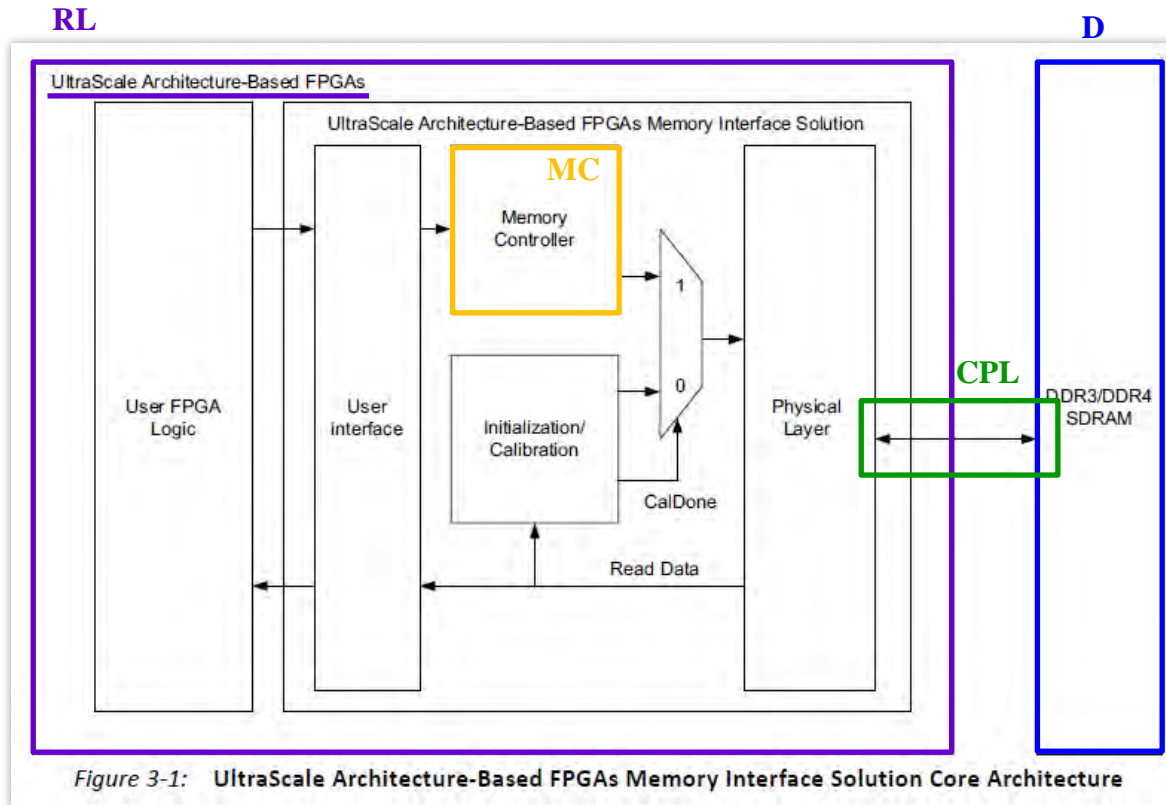 RL
D
UltraScale Architecture-Based FPGAs
UltraScale Architecture-Based FPGAs Memory Interface Solution
MC
Memory
Controller
1
CPL
0
DDR3/DDR4
SDRAM
User FPGA
Logic
User
interface
Initialization/
Calibration
Physical
Layer
CalDone
Read Data
Figure 3-1: UltraScale Architecture-Based FPGAs Memory Interface Solution Core Architecture